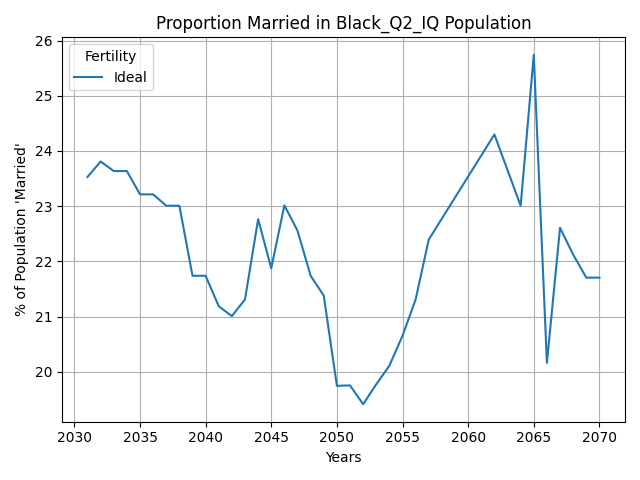 Proportion Married in Black_Q2_IQ Population
Fertility
Ideal
% of Population 'Married'
26
25
24
23
22
21
20
2030 2035 2040 2045 2050 2055 2060 2065 2070
Years